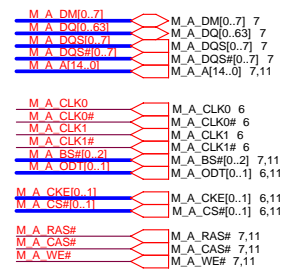 M_A_DM[0..7] M_A_DM[0..7] 7
M_A_DQ[0..63] M_A_DQ[0..63] 7
M_A_DQS[0..7] M_A_DQS[0..7] 7
M_A_DQS#[0..7] M_A_DQS#[0..7] 7
M_A_A[14..0] M_A_A[14..0] 7,11
M_A_CLK0 M_A_CLK0 6
M_A_CLK0# M_A_CLK0# 6
M_A_CLK1 M_A_CLK1 6
M_A_CLK1# M_A_CLK1# 6
M_A_BS#[0..2] M_A_BS#[0..2] 7,11
M_A_ODT[0..1] M_A_ODT[0..1] 6,11
M_A_CKE[0..1] M_A_CKE[0..1] 6,11
M_A_CS#[0..1] M_A_CS#[0..1] 6,11
M_A_RAS# M_A_RAS# 7,11
M_A_CAS# M_A_CAS# 7,11
M_A_WE# M_A_WE# 7,11